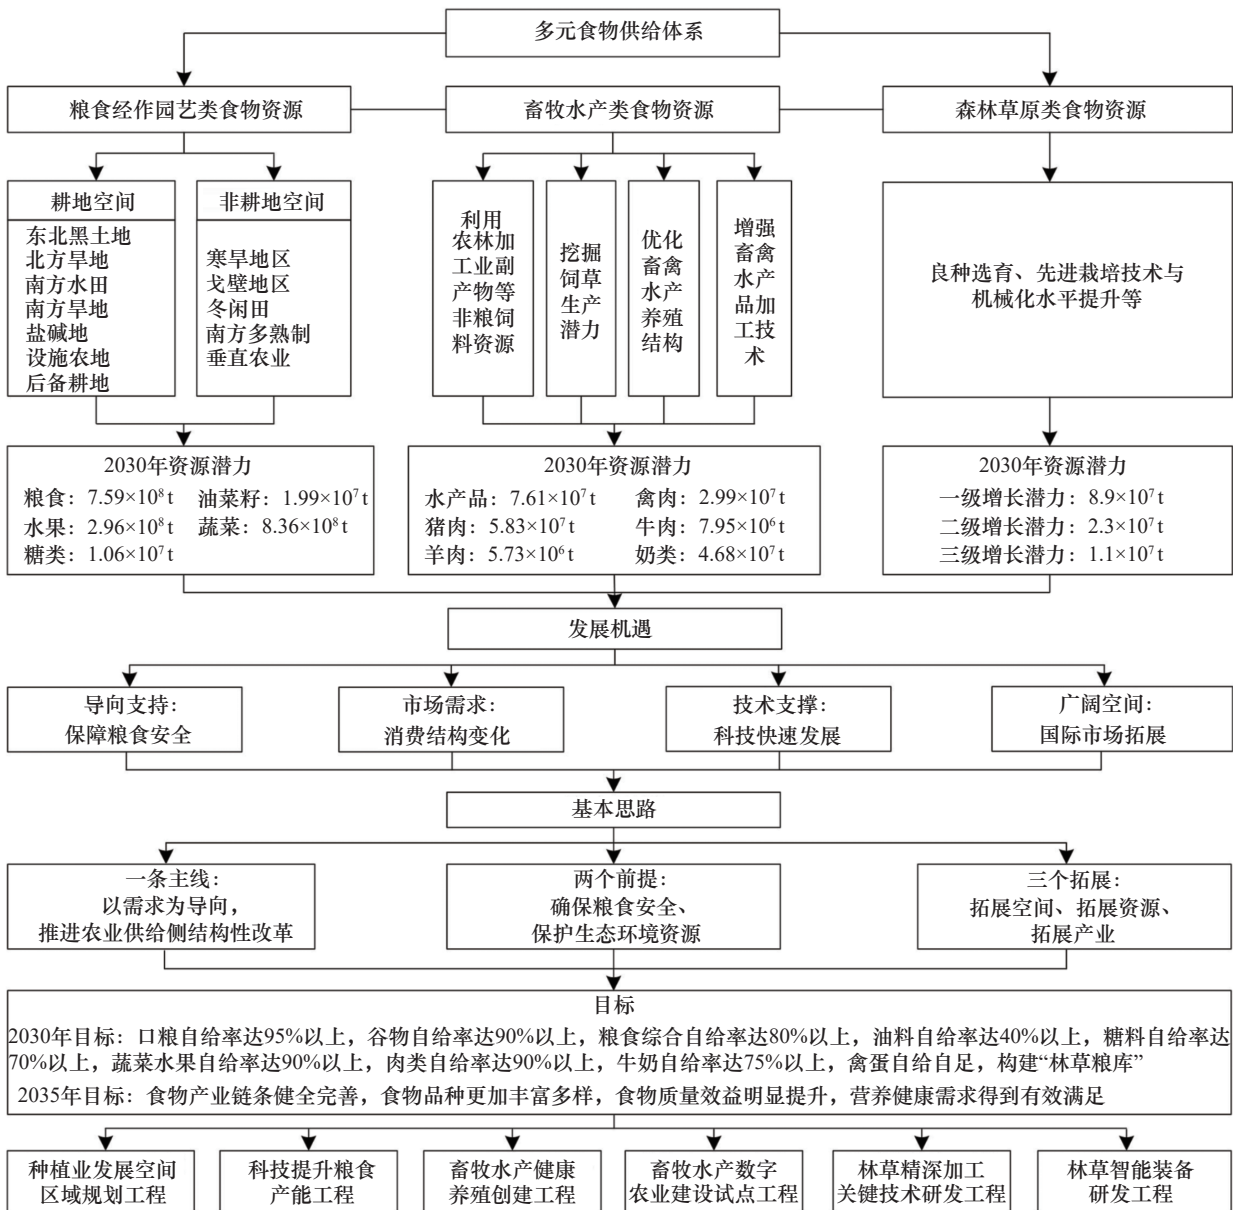 多元食物供给体系
粮食经作园艺类食物资源
畜牧水产类食物资源
森林草原类食物资源
耕地空间
东北黑土地
北方旱地
南方水田
南方旱地
盐碱地
设施农地
后备耕地
非耕地空间
寒旱地区
戈壁地区
冬闲田
南方多熟制
垂直农业
利用
农林加
工业副
产物等
非粮饲
料资源
挖掘
饲草
生产
潜力
优化
畜禽
水产
养殖
结构
增强
畜禽
水产
品加
工技
术
良种选育、先进栽培技术与
机械化水平提升等
2030年资源潜力
粮食：7.59×10⁸t 油菜籽：1.99×10⁷t
水果：2.96×10⁸t 蔬菜：8.36×10⁸t
糖类：1.06×10⁷t
2030年资源潜力
水产品：7.61×10⁷t 禽肉：2.99×10⁷t
猪肉：5.83×10⁷t 牛肉：7.95×10⁶t
羊肉：5.73×10⁶t 奶类：4.68×10⁷t
2030年资源潜力
一级增长潜力：8.9×10⁷t
二级增长潜力：2.3×10⁷t
三级增长潜力：1.1×10⁷t
发展机遇
导向支持：
保障粮食安全
市场需求：
消费结构变化
技术支撑：
科技快速发展
广阔空间：
国际市场拓展
基本思路
一条主线：
以需求为导向，
推进农业供给侧结构性改革
两个前提：
确保粮食安全、
保护生态环境资源
三个拓展：
拓展空间、拓展资源、
拓展产业
目标
2030年目标：口粮自给率达95%以上，谷物自给率达90%以上，粮食综合自给率达80%以上，油料自给率达40%以上，糖料自给率达
70%以上，蔬菜水果自给率达90%以上，肉类自给率达90%以上，牛奶自给率达75%以上，禽蛋自给自足，构建“林草粮库”
2035年目标：食物产业链条健全完善，食物品种更加丰富多样，食物质量效益明显提升，营养健康需求得到有效满足
种植业发展空间
区域规划工程
科技提升粮食
产能工程
畜牧水产健康
养殖创建工程
畜牧水产数字
农业建设试点工程
林草精深加工
关键技术研发工程
林草智能装备
研发工程